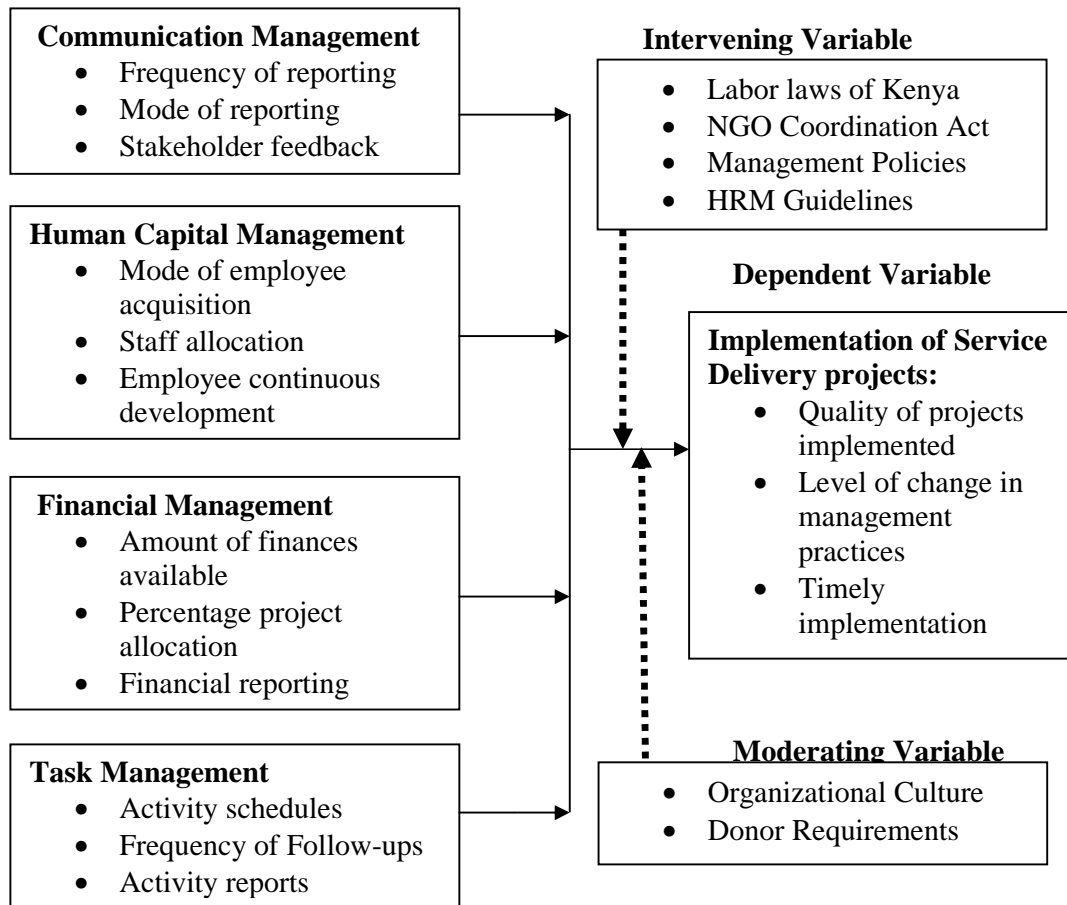 Communication Management
• Frequency of reporting
• Mode of reporting
• Stakeholder feedback
Human Capital Management
• Mode of employee
acquisition
• Staff allocation
• Employee continuous
development
Financial Management
• Amount of finances
available
• Percentage project
allocation
• Financial reporting
Task Management
• Activity schedules
• Frequency of Follow-ups
• Activity reports
Intervening Variable
• Labor laws of Kenya
• NGO Coordination Act
• Management Policies
• HRM Guidelines
Dependent Variable
Implementation of Service
Delivery projects:
• Quality of projects
implemented
• Level of change in
management
practices
• Timely
implementation
Moderating Variable
• Organizational Culture
• Donor Requirements